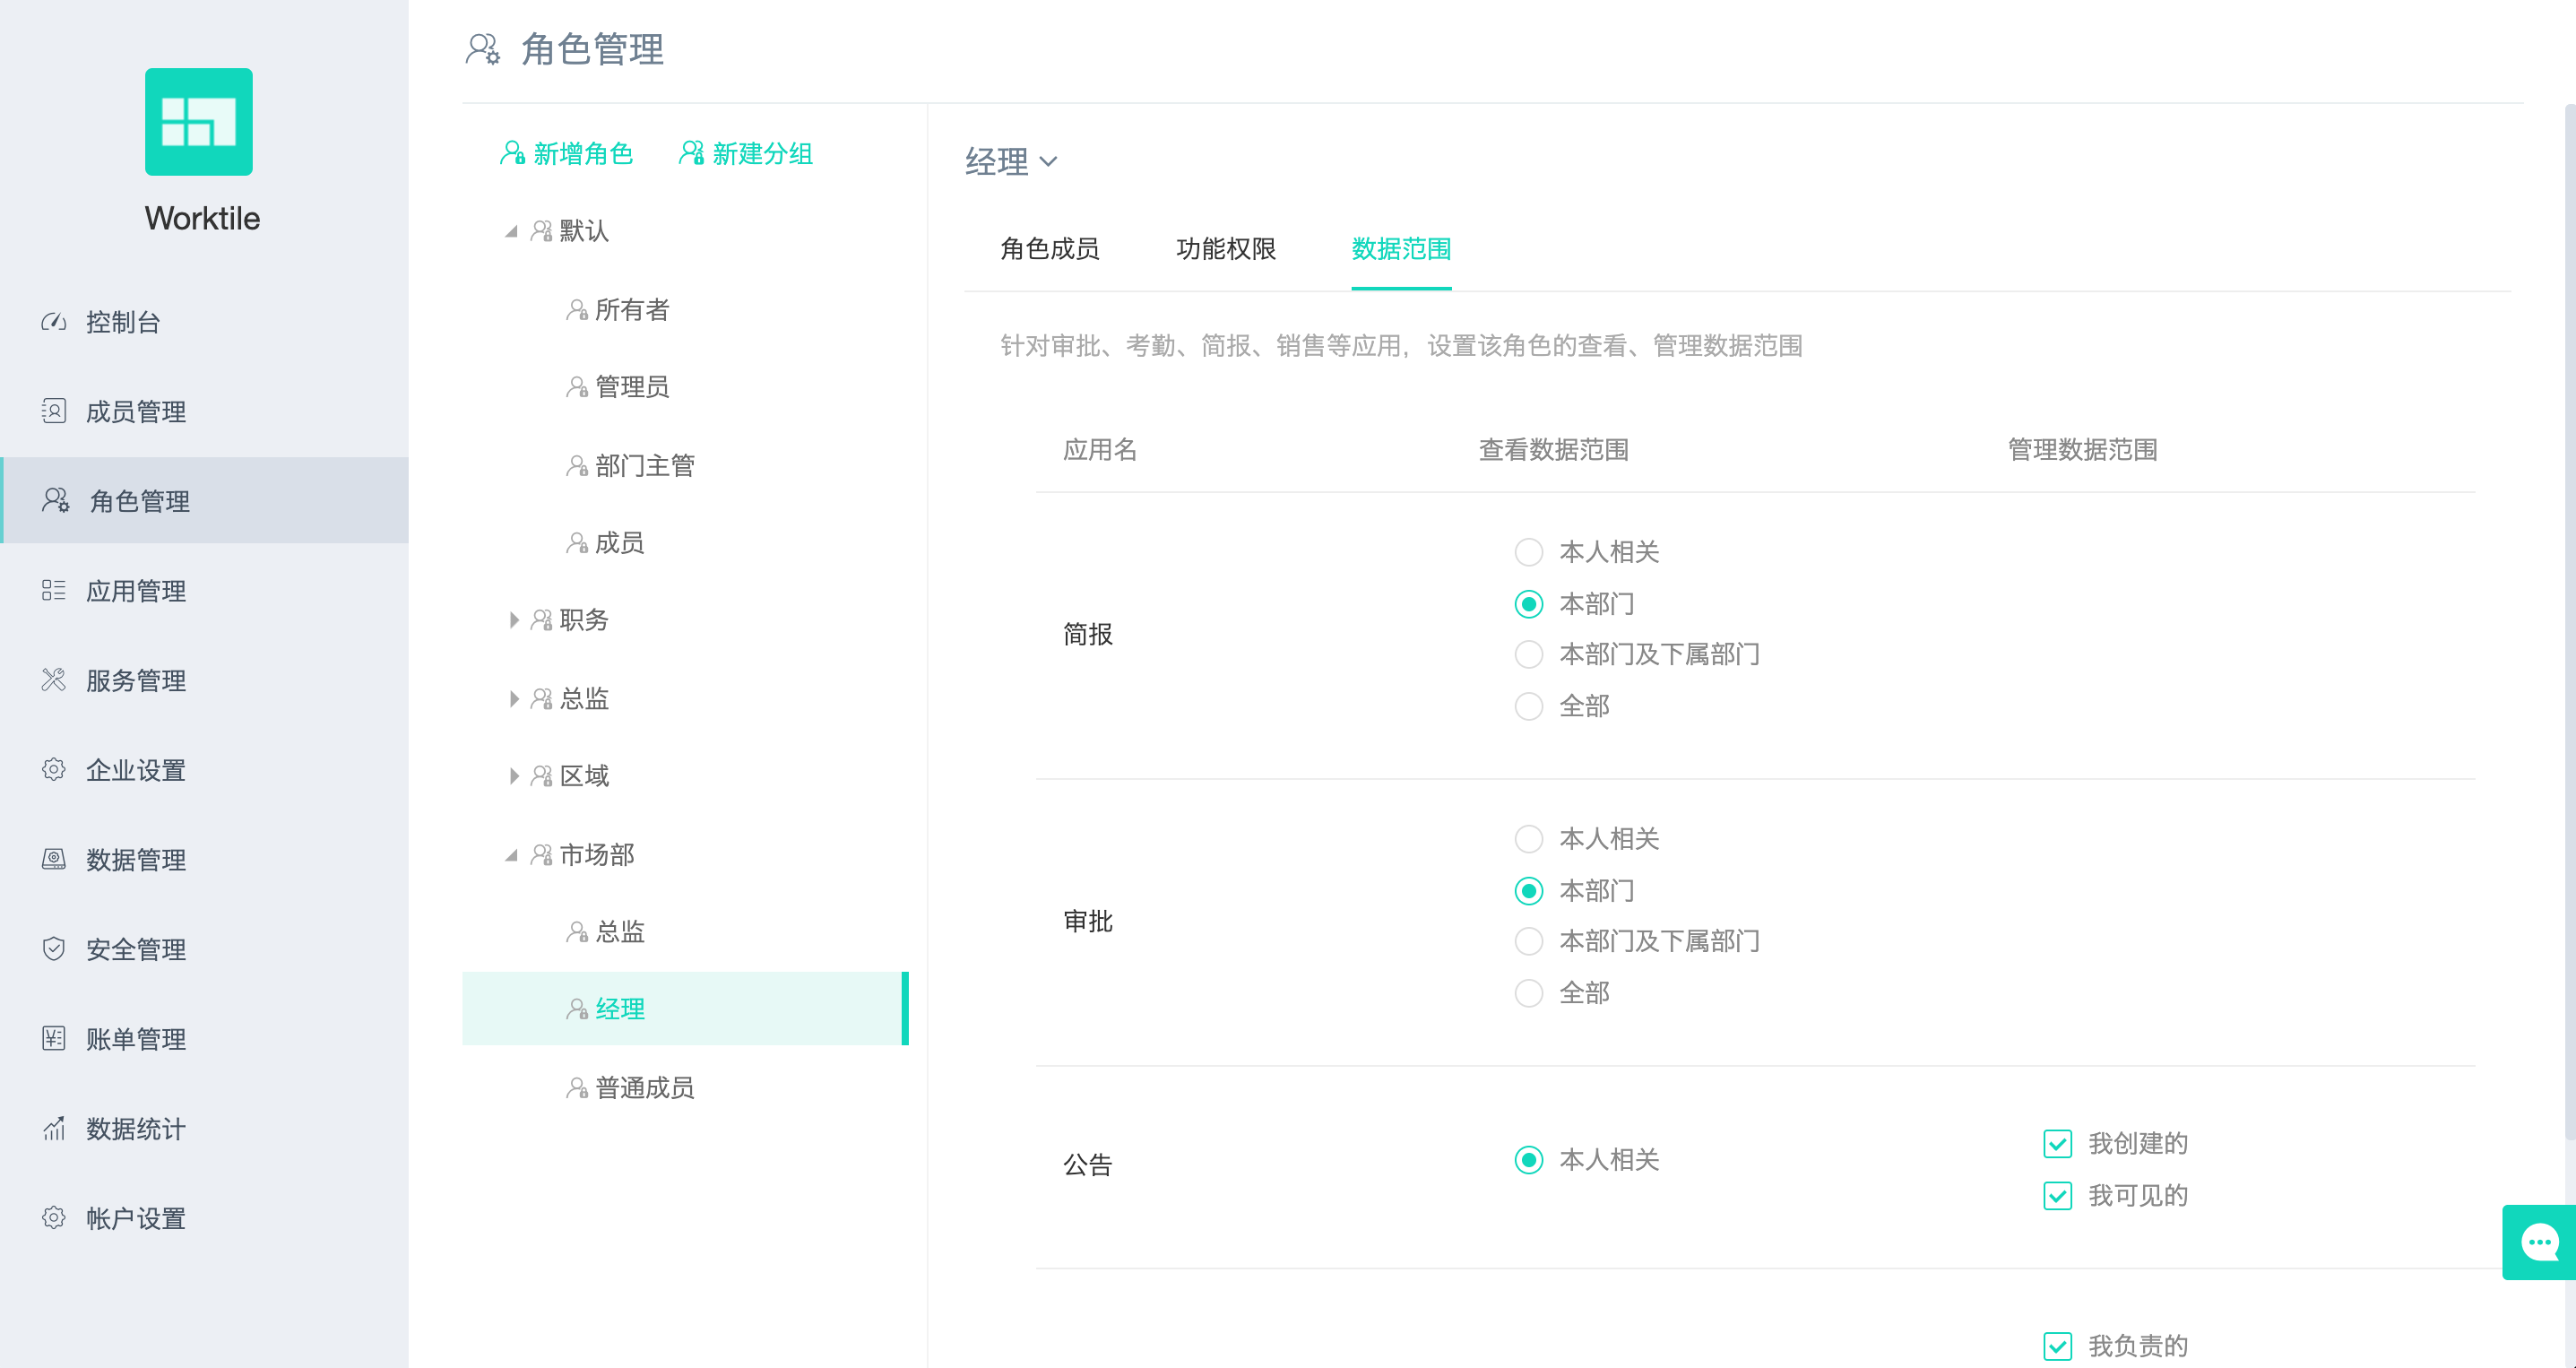 Worktile
控制台
成员管理
角色管理
应用管理
服务管理
企业设置
数据管理
安全管理
账单管理
数据统计
帐户设置
角色管理
新增角色 新建分组
默认
所有者
管理员
部门主管
成员
职务
总监
区域
市场部
总监
经理
普通成员
经理
角色成员 功能权限 数据范围
针对审批、考勤、简报、销售等应用，设置该角色的查看、管理数据范围
应用名 查看数据范围 管理数据范围
简报
本人相关
本部门
本部门及下属部门
全部
审批
本人相关
本部门
本部门及下属部门
全部
公告
本人相关
我创建的
我可见的
我负责的